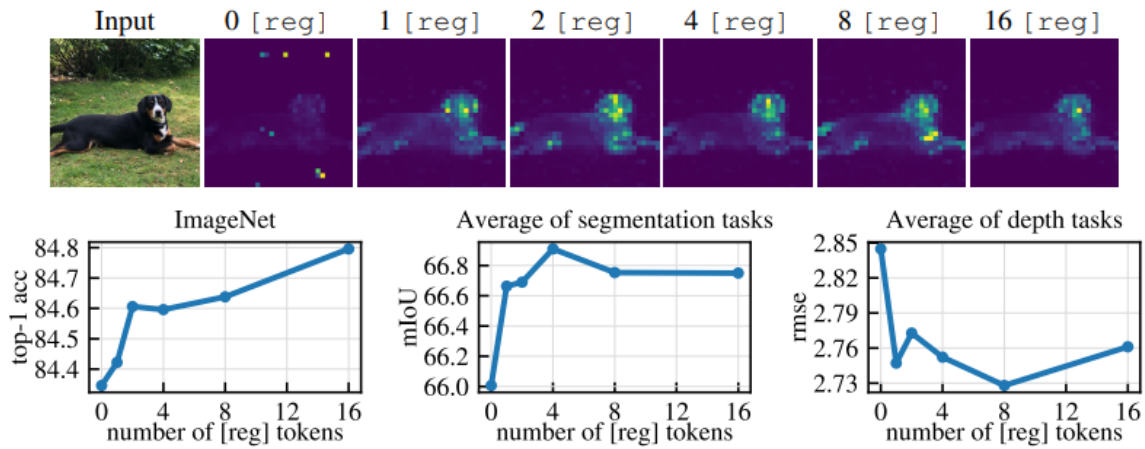 Input 0 [reg] 1 [reg] 2 [reg] 4 [reg] 8 [reg] 16 [reg]
ImageNet
84.8
84.7
84.6
84.5
84.4
top-1 acc
0 4 8 12 16
number of [reg] tokens
Average of segmentation tasks
66.8
66.6
66.4
66.2
66.0
mIoU
0 4 8 12 16
number of [reg] tokens
Average of depth tasks
2.85
2.82
2.79
2.76
2.73
rmse
0 4 8 12 16
number of [reg] tokens